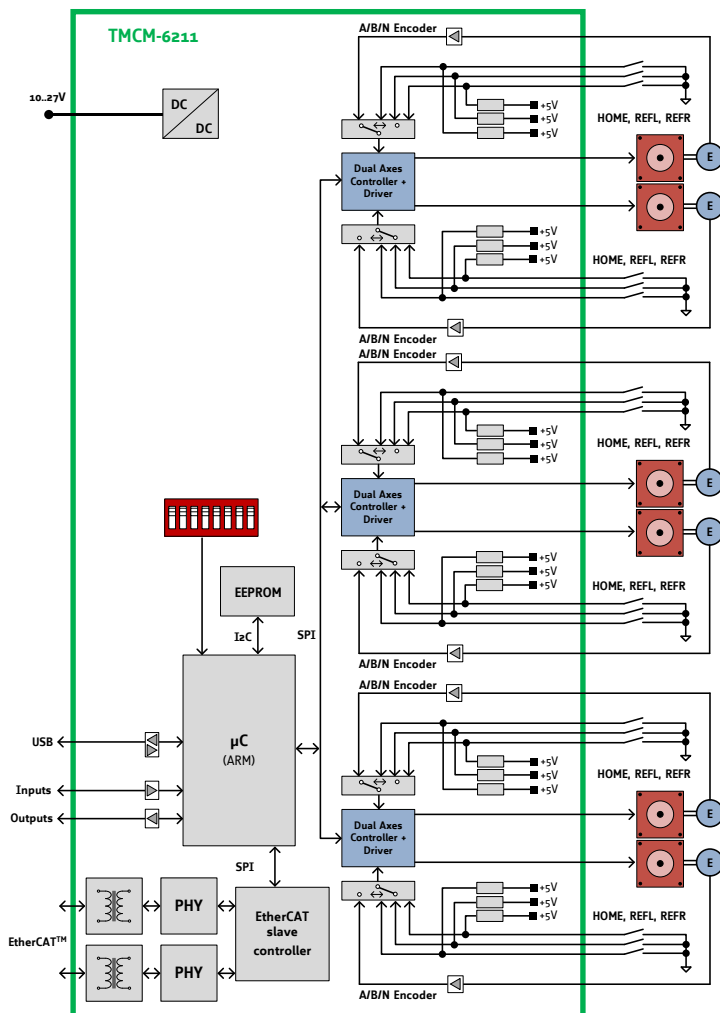 TMCM-6211
A/B/N Encoder
10..27V
DC
DC
+5V
+5V
+5V
HOME, REFL, REFR
Dual Axes
Controller +
Driver
E
E
+5V
+5V
+5V
HOME, REFL, REFR
A/B/N Encoder
A/B/N Encoder
+5V
+5V
+5V
HOME, REFL, REFR
Dual Axes
Controller +
Driver
E
E
+5V
+5V
+5V
HOME, REFL, REFR
EEPROM
I2C
SPI
A/B/N Encoder
A/B/N Encoder
USB
µC
(ARM)
+5V
+5V
+5V
HOME, REFL, REFR
Inputs
Outputs
Dual Axes
Controller +
Driver
E
E
SPI
PHY
EtherCAT
slave
controller
EtherCAT™
PHY
+5V
+5V
+5V
HOME, REFL, REFR
A/B/N Encoder